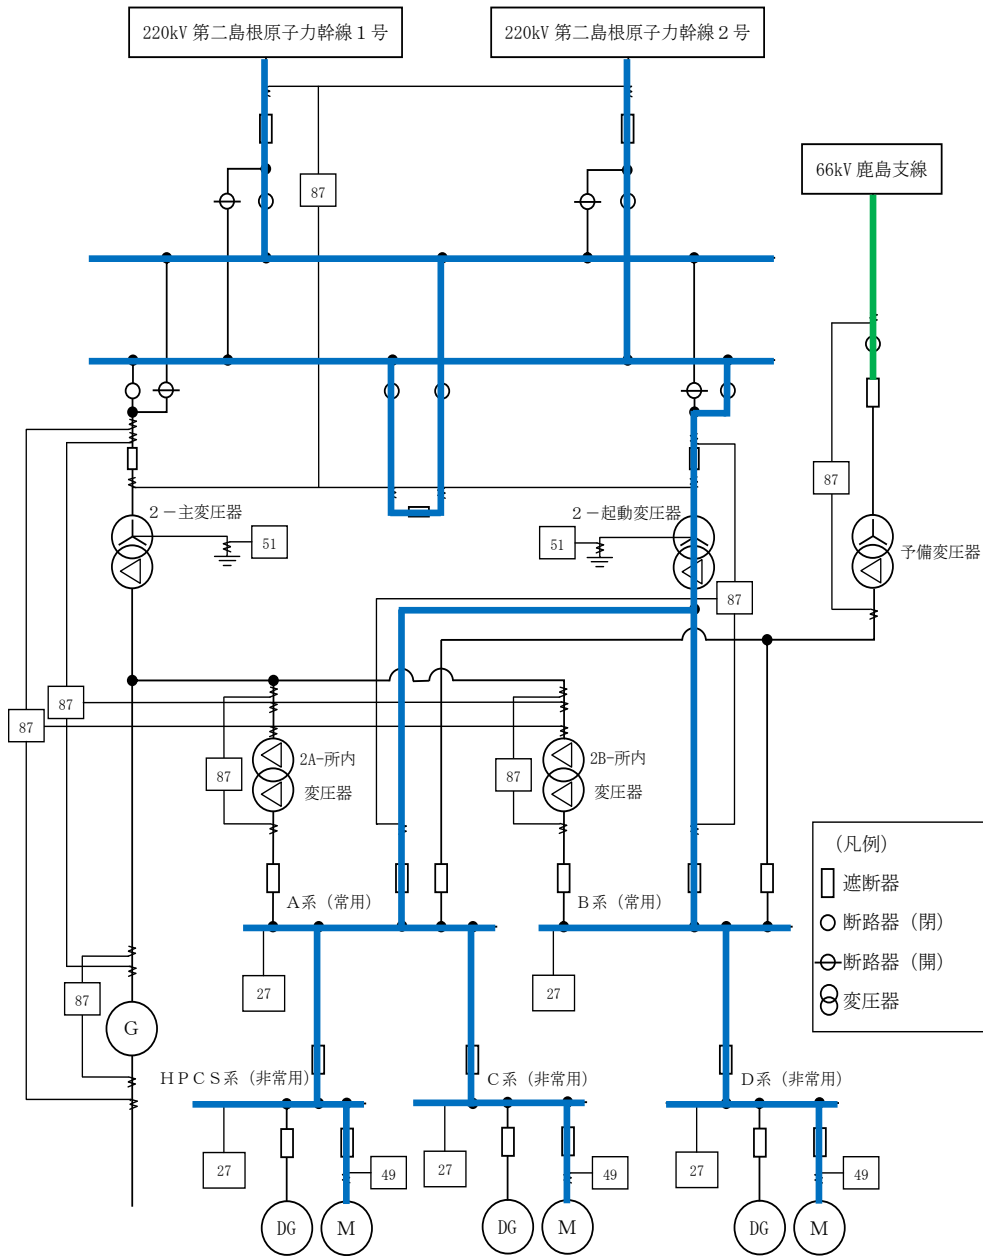 220kV 第二島根原子力幹線１号
220kV 第二島根原子力幹線２号
66kV 鹿島支線
87
87
２－主変圧器
51
２－起動変圧器
51
予備変圧器
87
87
87
2A-所内
変圧器
87
2B-所内
変圧器
87
(凡例)
遮断器
断路器（閉）
断路器（開）
変圧器
Ａ系（常用）
Ｂ系（常用）
27
27
87
G
ＨＰＣＳ系（非常用）
Ｃ系（非常用）
Ｄ系（非常用）
27
49
27
49
27
49
DG
M
DG
M
DG
M